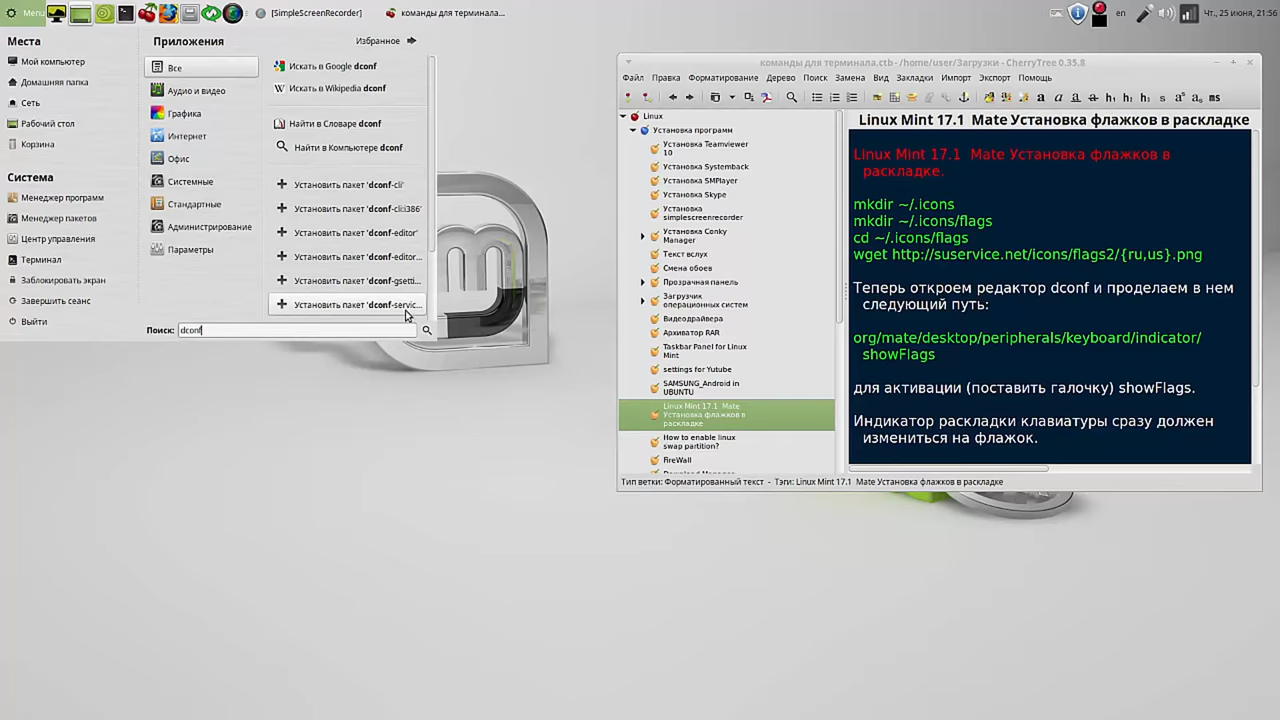 Menu
[SimpleScreenRecorder]
команды для терминала...
en
Чт., 25 июня, 21:56
Места
Мой компьютер
Домашняя папка
Сеть
Рабочий стол
Корзина
Система
Менеджер программ
Менеджер пакетов
Центр управления
Терминал
Заблокировать экран
Завершить сеанс
Выйти
Приложения
Избранное
Все
Аудио и видео
Графика
Интернет
Офис
Системные
Стандартные
Администрирование
Параметры
Искать в Google dconf
Искать в Wikipedia dconf
Найти в Словаре dconf
Найти в Компьютере dconf
Установить пакет 'dconf-cli'
Установить пакет 'dconf-cli:i386'
Установить пакет 'dconf-editor'
Установить пакет 'dconf-editor...
Установить пакет 'dconf-gsetti...
Установить пакет 'dconf-servic...
Поиск: dconf
команды для терминала.ctb - /home/user/Загрузки - CherryTree 0.35.8
Файл Правка Форматирование Дерево Поиск Замена Вид Закладки Импорт Экспорт Помощь
a a a a h₁ h₂ h₃ s aˢ aₛ ms
Linux
Установка программ
Установка Teamviewer
10
Установка Systemback
Установка SMPlayer
Установка Skype
Установка
simplescreenrecorder
Установка Conky
Manager
Текст вслух
Смена обоев
Прозрачная панель
Загрузчик
операционных систем
Видеодрайвера
Архиватор RAR
Taskbar Panel for Linux
Mint
settings for Yutube
SAMSUNG_Android in
UBUNTU
Linux Mint 17.1 Mate
Установка флажков в
раскладке
How to enable linux
swap partition?
FireWall
Linux Mint 17.1 Mate Установка флажков в раскладке
Linux Mint 17.1 Mate Установка флажков в
раскладке.
mkdir ~/.icons
mkdir ~/.icons/flags
cd ~/.icons/flags
wget http://suservice.net/icons/flags2/{ru,us}.png
Теперь откроем редактор dconf и проделаем в нем
следующий путь:
org/mate/desktop/peripherals/keyboard/indicator/
showFlags
для активации (поставить галочку) showFlags.
Индикатор раскладки клавиатуры сразу должен
измениться на флажок.
Тип ветки: Форматированный текст - Тэги: Linux Mint 17.1 Mate Установка флажков в раскладке